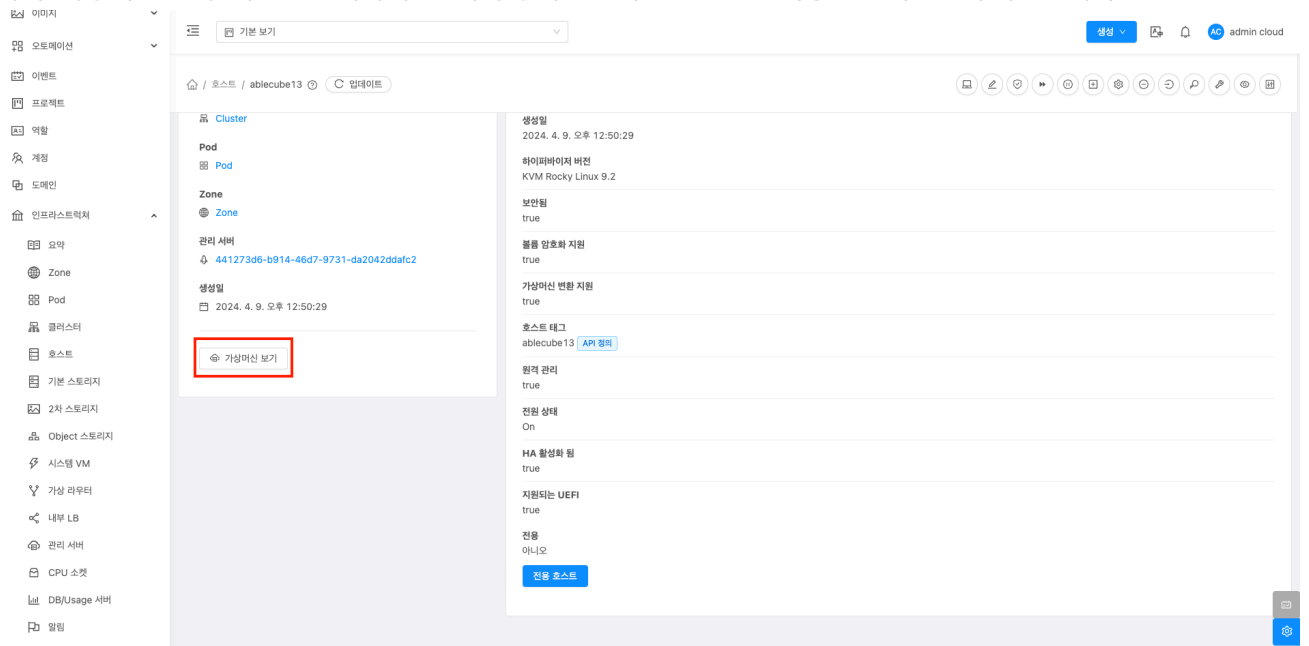 이미지
오토메이션
이벤트
프로젝트
역할
계정
도메인
인프라스트럭쳐
요약
Zone
Pod
클러스터
호스트
기본 스토리지
2차 스토리지
Object 스토리지
시스템 VM
가상 라우터
내부 LB
관리 서버
CPU 소켓
DB/Usage 서버
알림
기본 보기
생성
AC admin cloud
/ 호스트 / ablecube13 업데이트
Cluster
Pod
Pod
Zone
Zone
관리 서버
441273d6-b914-46d7-9731-da2042ddafc2
생성일
2024. 4. 9. 오후 12:50:29
가상머신 보기
생성일
2024. 4. 9. 오후 12:50:29
하이퍼바이저 버전
KVM Rocky Linux 9.2
보안됨
true
볼륨 암호화 지원
true
가상머신 변환 지원
true
호스트 태그
ablecube13 API 정의
원격 관리
true
전원 상태
On
HA 활성화 됨
true
지원되는 UEFI
true
전용
아니오
전용 호스트